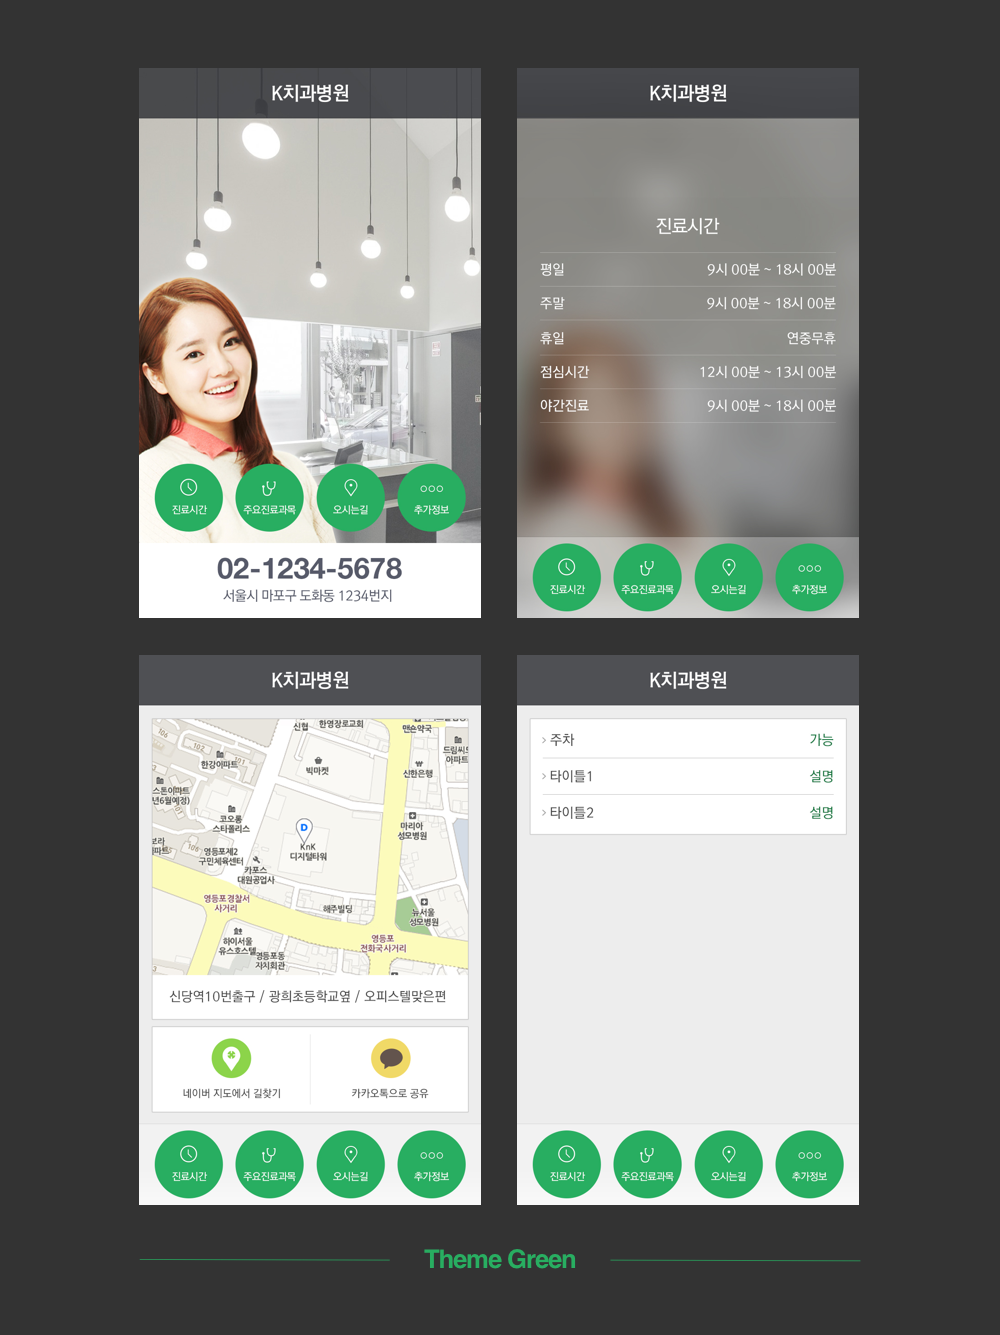 K치과병원
진료시간
주요진료과목
오시는길
추가정보
02-1234-5678
서울시 마포구 도화동 1234번지
K치과병원
진료시간
평일 9시 00분 ~ 18시 00분
주말 9시 00분 ~ 18시 00분
휴일 연중무휴
점심시간 12시 00분 ~ 13시 00분
야간진료 9시 00분 ~ 18시 00분
진료시간
주요진료과목
오시는길
추가정보
K치과병원
신협
한영장로교회
맨손약국
106
102
101
105
108
한강아파트
빅마켓
신한은행
드림씨티
아파트
스톤아파트
년6월예정)
코오롱
스타폴리스
D
KnK
디지털타워
마리아
성모병원
보라
파트
영등포제2
구민체육센터
카포스
대원공업사
영등포경찰서
사거리
해주빌딩
뉴서울
성모병원
하이서울
유스호스텔
영등포동
자치회관
영등포
전화국사거리
신당역10번출구 / 광희초등학교옆 / 오피스텔맞은편
네이버 지도에서 길찾기
카카오톡으로 공유
진료시간
주요진료과목
오시는길
추가정보
K치과병원
주차 가능
타이틀1 설명
타이틀2 설명
진료시간
주요진료과목
오시는길
추가정보
Theme Green